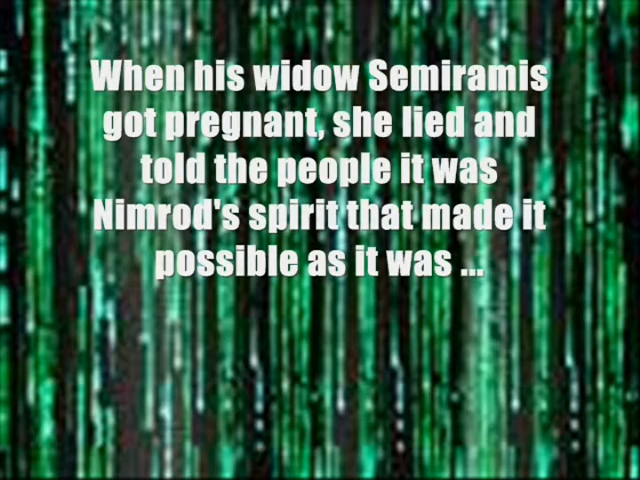 When his widow Semiramis
got pregnant, she lied and
told the people it was
Nimrod's spirit that made it
possible as it was ...